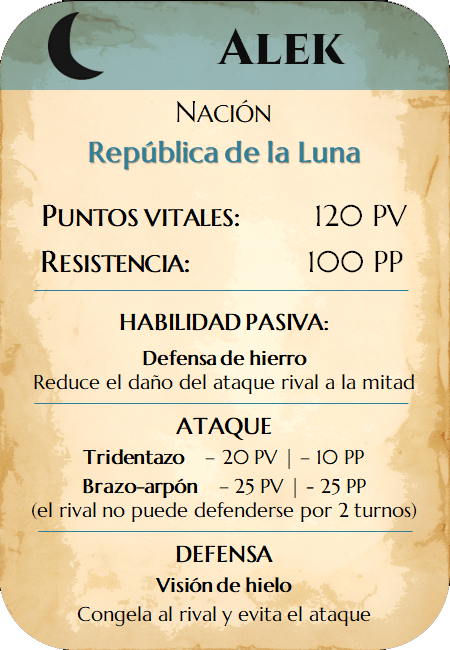 ALEK
NACIÓN
República de la Luna
PUNTOS VITALES: 120 PV
RESISTENCIA: 100 PP
HABILIDAD PASIVA:
Defensa de hierro
Reduce el daño del ataque rival a la mitad
ATAQUE
Tridentazo – 20 PV | – 10 PP
Brazo-arpón – 25 PV | - 25 PP
(el rival no puede defenderse por 2 turnos)
DEFENSA
Visión de hielo
Congela al rival y evita el ataque